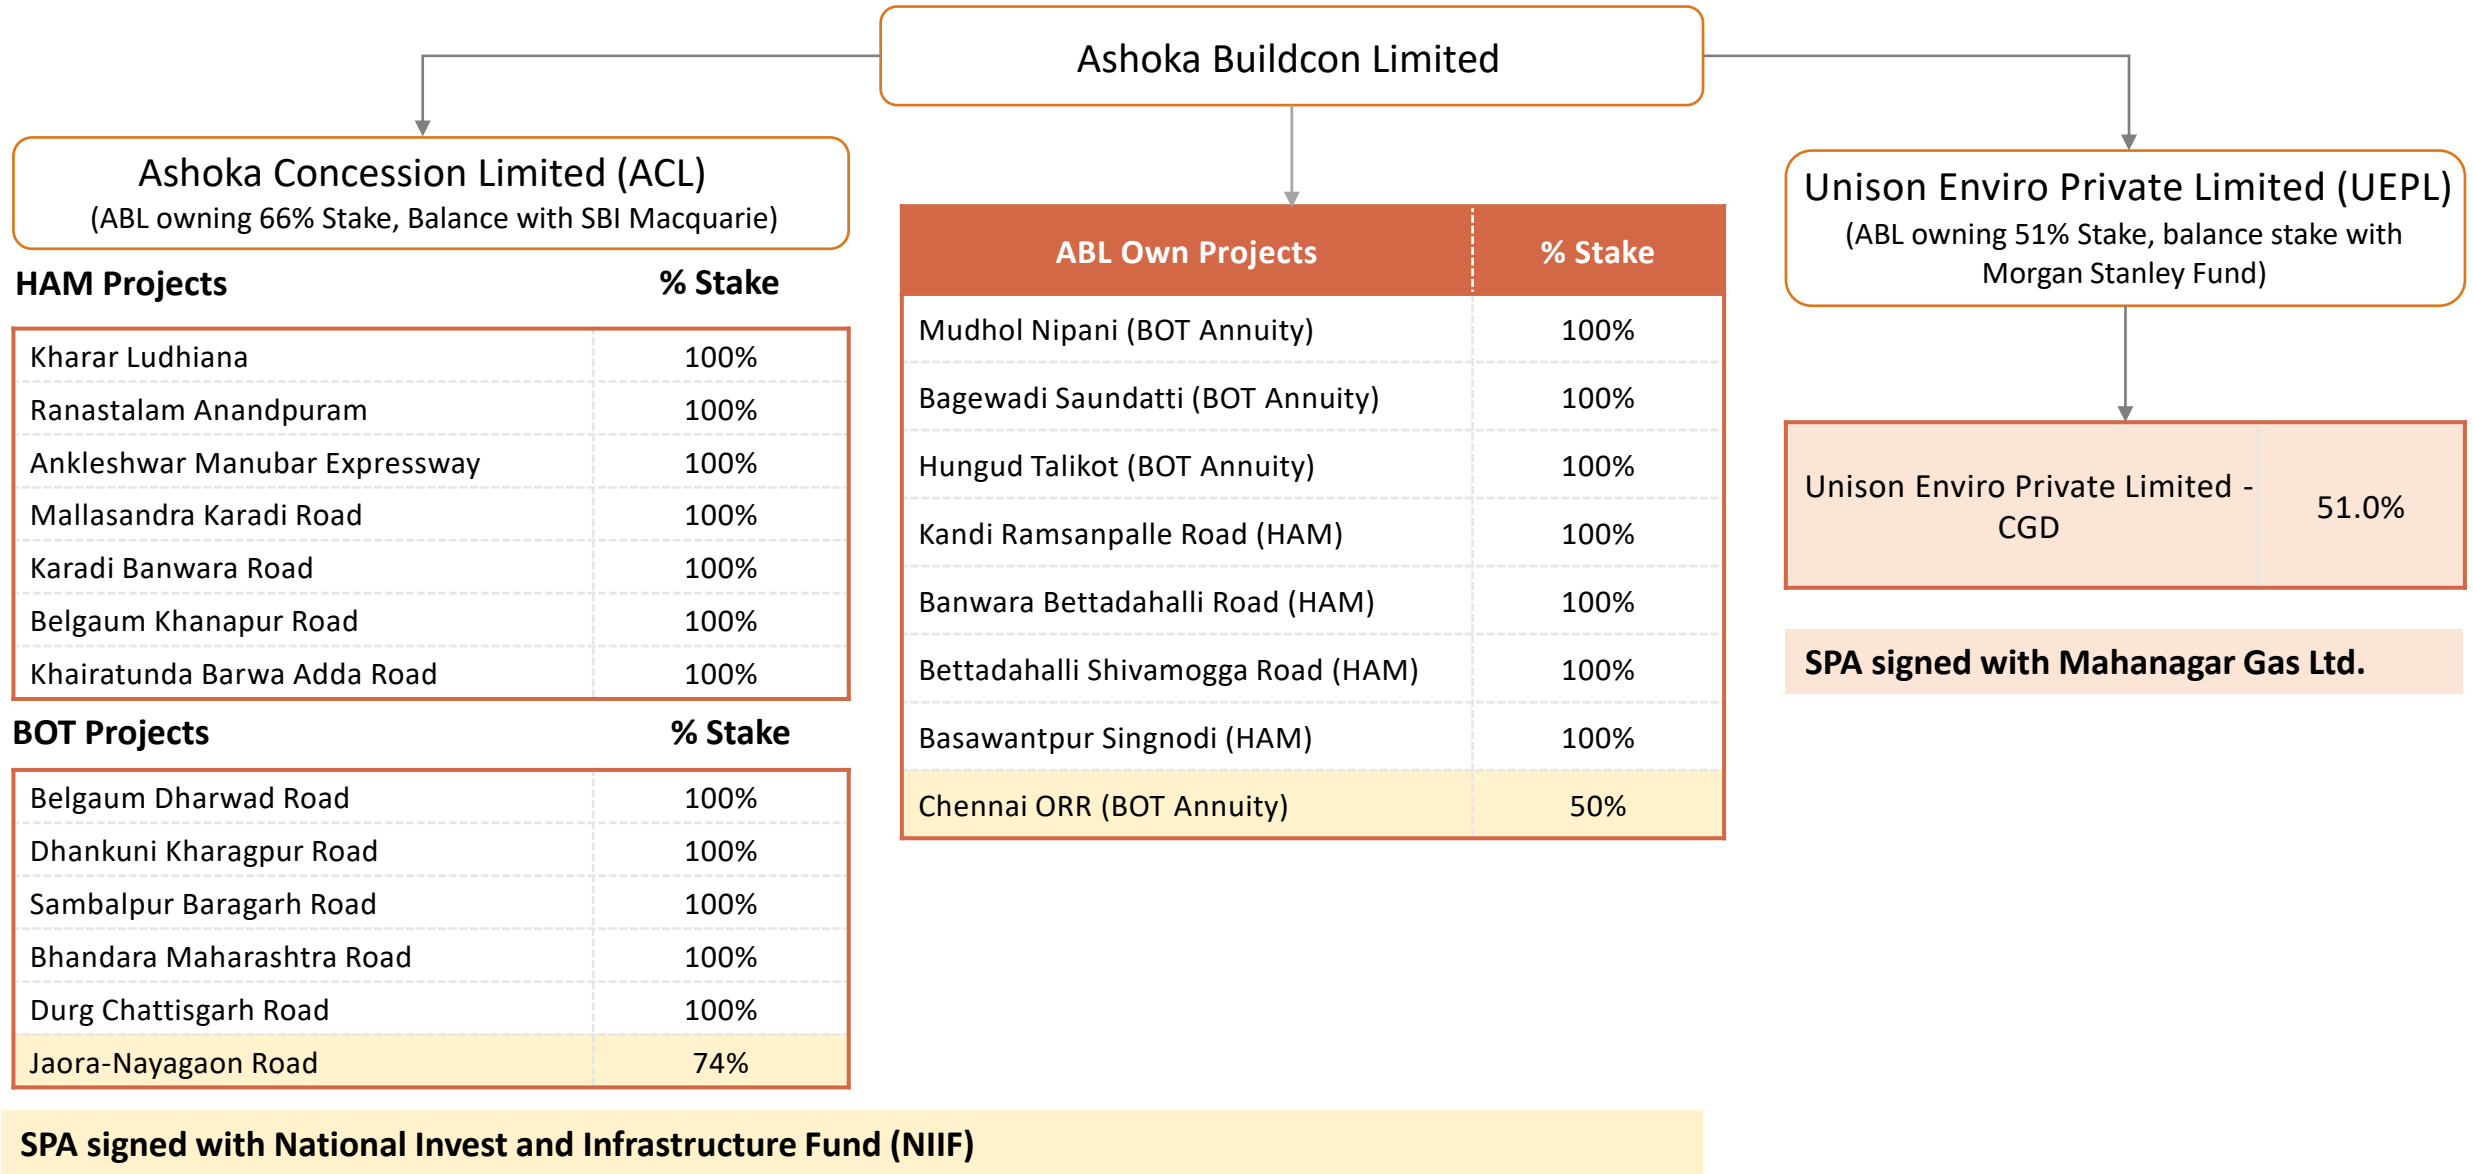 Ashoka Buildcon Limited
Ashoka Concession Limited (ACL)
(ABL owning 66% Stake, Balance with SBI Macquarie)
HAM Projects % Stake
Kharar Ludhiana 100%
Ranastalam Anandpuram 100%
Ankleshwar Manubar Expressway 100%
Mallasandra Karadi Road 100%
Karadi Banwara Road 100%
Belgaum Khanapur Road 100%
Khairatunda Barwa Adda Road 100%
BOT Projects % Stake
Belgaum Dharwad Road 100%
Dhankuni Kharagpur Road 100%
Sambalpur Baragarh Road 100%
Bhandara Maharashtra Road 100%
Durg Chattisgarh Road 100%
Jaora-Nayagaon Road 74%
ABL Own Projects % Stake
Mudhol Nipani (BOT Annuity) 100%
Bagewadi Saundatti (BOT Annuity) 100%
Hungud Talikot (BOT Annuity) 100%
Kandi Ramsanpalle Road (HAM) 100%
Banwara Bettadahalli Road (HAM) 100%
Bettadahalli Shivamogga Road (HAM) 100%
Basawantpur Singnodi (HAM) 100%
Chennai ORR (BOT Annuity) 50%
Unison Enviro Private Limited (UEPL)
(ABL owning 51% Stake, balance stake with
Morgan Stanley Fund)
Unison Enviro Private Limited -
CGD 51.0%
SPA signed with Mahanagar Gas Ltd.
SPA signed with National Invest and Infrastructure Fund (NIIF)